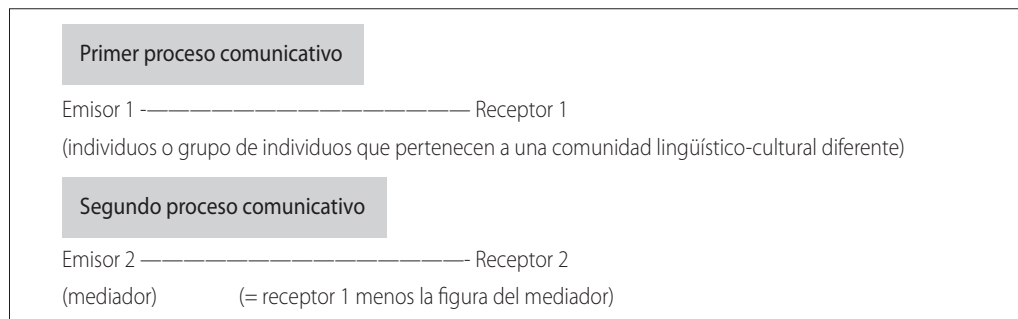 Primer proceso comunicativo
Emisor 1 -——————————————— Receptor 1
(individuos o grupo de individuos que pertenecen a una comunidad lingüístico-cultural diferente)
Segundo proceso comunicativo
Emisor 2 ———————————————- Receptor 2
(mediador) (= receptor 1 menos la figura del mediador)